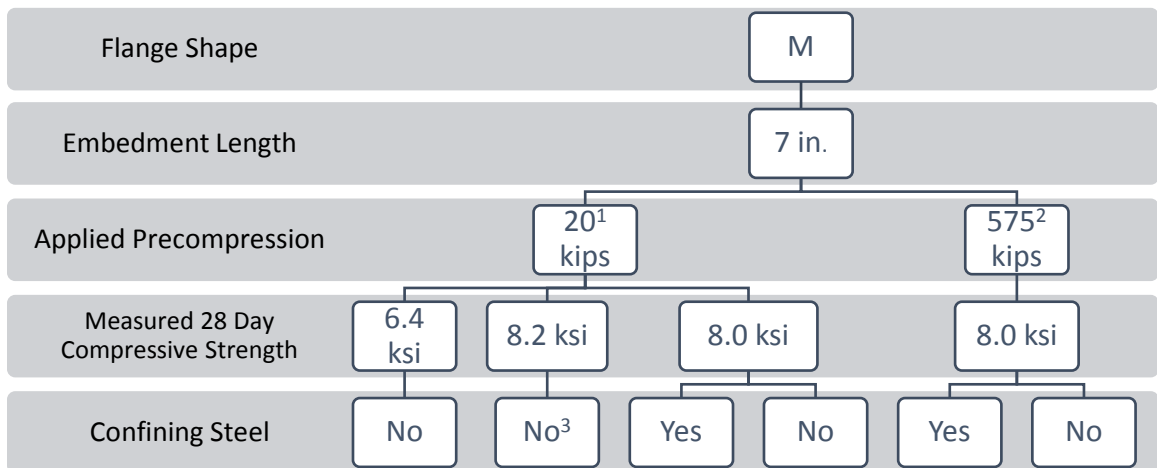 Flange Shape
M
Embedment Length
7 in.
Applied Precompression
20¹
kips
575²
kips
Measured 28 Day
Compressive Strength
6.4
ksi
8.2 ksi
8.0 ksi
8.0 ksi
Confining Steel
No
No³
Yes
No
Yes
No